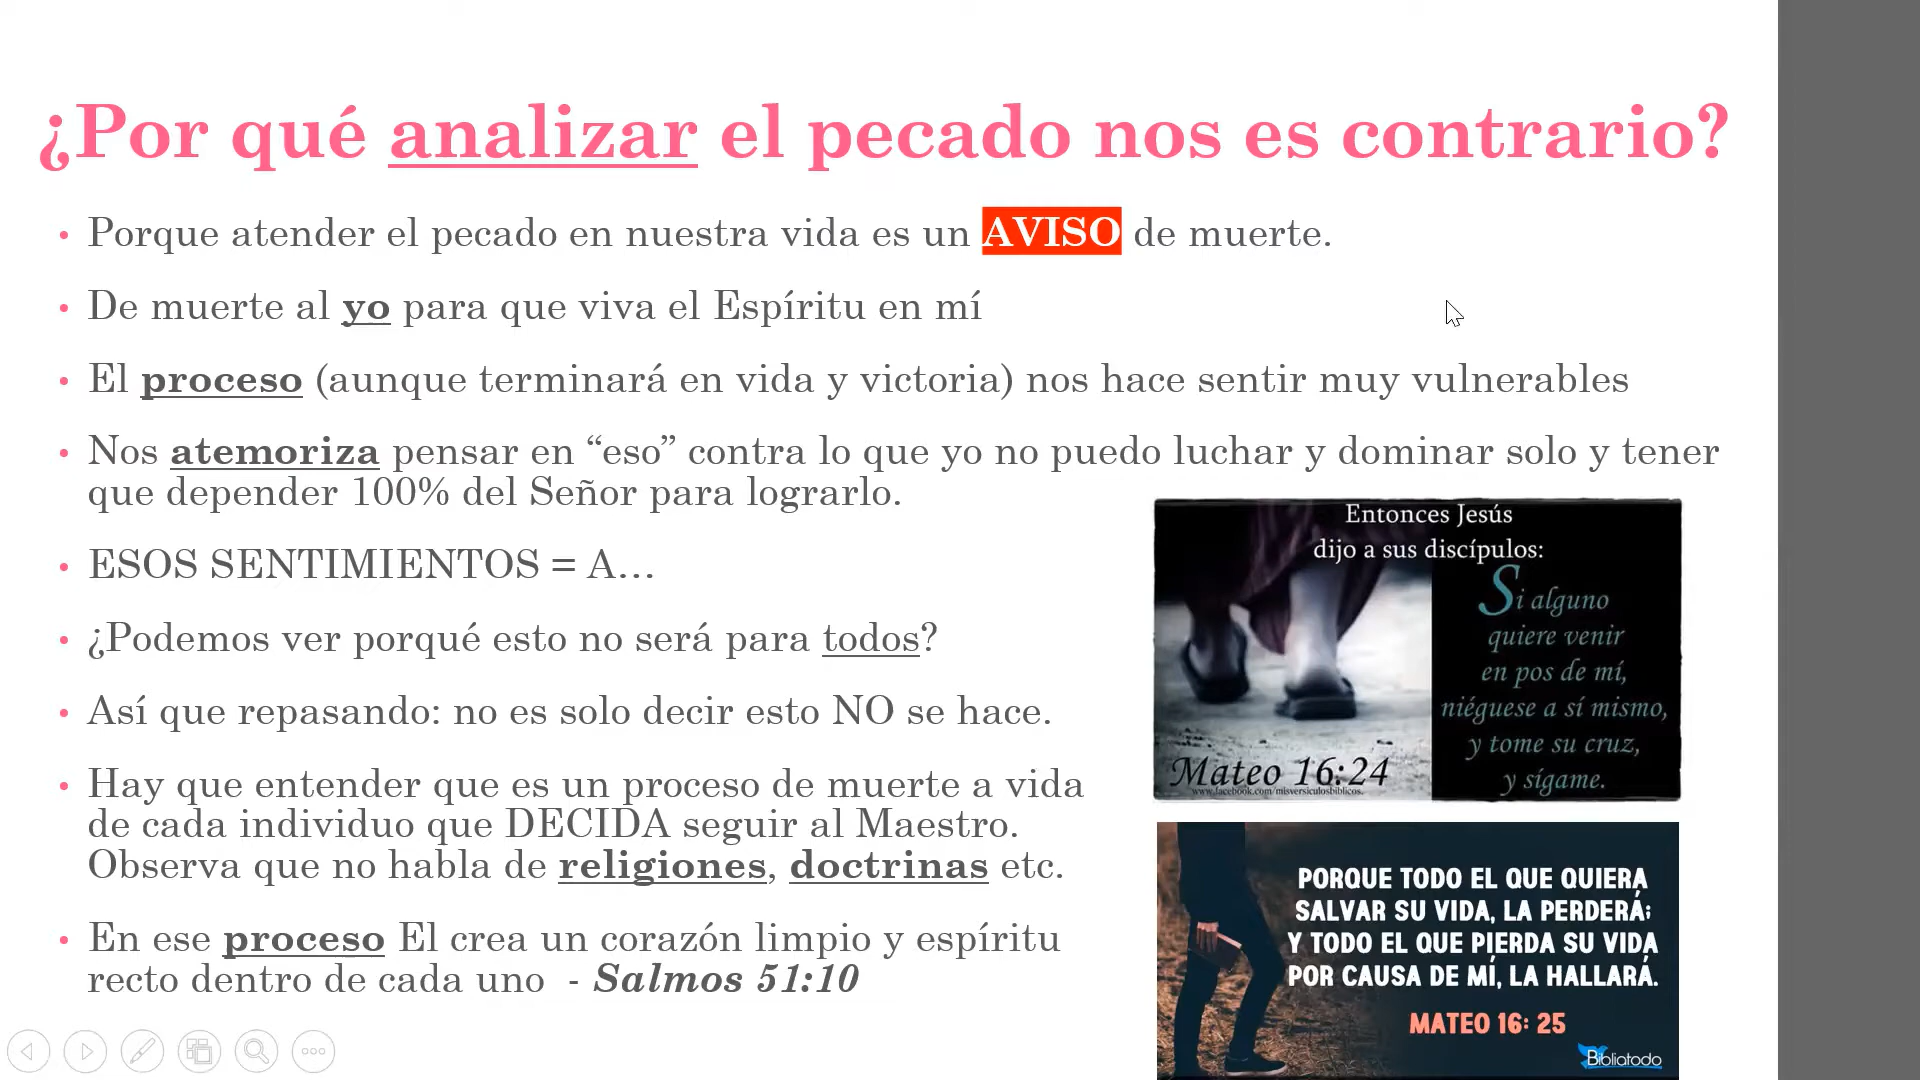 ¿Por qué analizar el pecado nos es contrario?
• Porque atender el pecado en nuestra vida es un AVISO de muerte.
• De muerte al yo para que viva el Espíritu en mí
• El proceso (aunque terminará en vida y victoria) nos hace sentir muy vulnerables
• Nos atemoriza pensar en “eso” contra lo que yo no puedo luchar y dominar solo y tener
que depender 100% del Señor para lograrlo.
• ESOS SENTIMIENTOS = A…
• ¿Podemos ver porqué esto no será para todos?
• Así que repasando: no es solo decir esto NO se hace.
• Hay que entender que es un proceso de muerte a vida
de cada individuo que DECIDA seguir al Maestro.
Observa que no habla de religiones, doctrinas etc.
• En ese proceso El crea un corazón limpio y espíritu
recto dentro de cada uno - Salmos 51:10
Entonces Jesús
dijo a sus discípulos:
Si alguno
quiere venir
en pos de mí,
niéguese a sí mismo,
y tome su cruz,
y sígame.
Mateo 16:24
www.facebook.com/misversiculosbiblicos.
PORQUE TODO EL QUE QUIERA
SALVAR SU VIDA, LA PERDERÁ;
Y TODO EL QUE PIERDA SU VIDA
POR CAUSA DE MÍ, LA HALLARÁ.
MATEO 16: 25
Bibliatodo